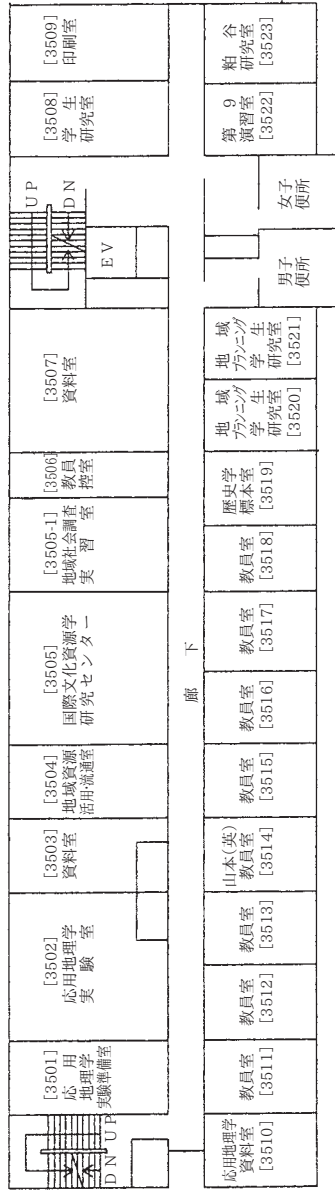 [3501]
応用
地理学
実験準備室
[3502]
応用地理学
実験室
[3503]
資料室
[3504]
地域資源
活用・流通室
[3505]
国際文化資源学
研究センター
[3505-1]
地域社会調査
実習室
[3506]
教員
控室
[3507]
資料室
EV
UP
DN
[3508]
学生
研究室
[3509]
印刷室
DN UP
廊下
応用地理学
資料室
[3510]
教員室
[3511]
教員室
[3512]
教員室
[3513]
山本(英)
教員室
[3514]
教員室
[3515]
教員室
[3516]
教員室
[3517]
教員室
[3518]
歴史学
標本室
[3519]
地域
プランニング
学生
研究室
[3520]
地域
プランニング
学生
研究室
[3521]
男子
便所
女子
便所
第9
演習室
[3522]
粕谷
研究室
[3523]